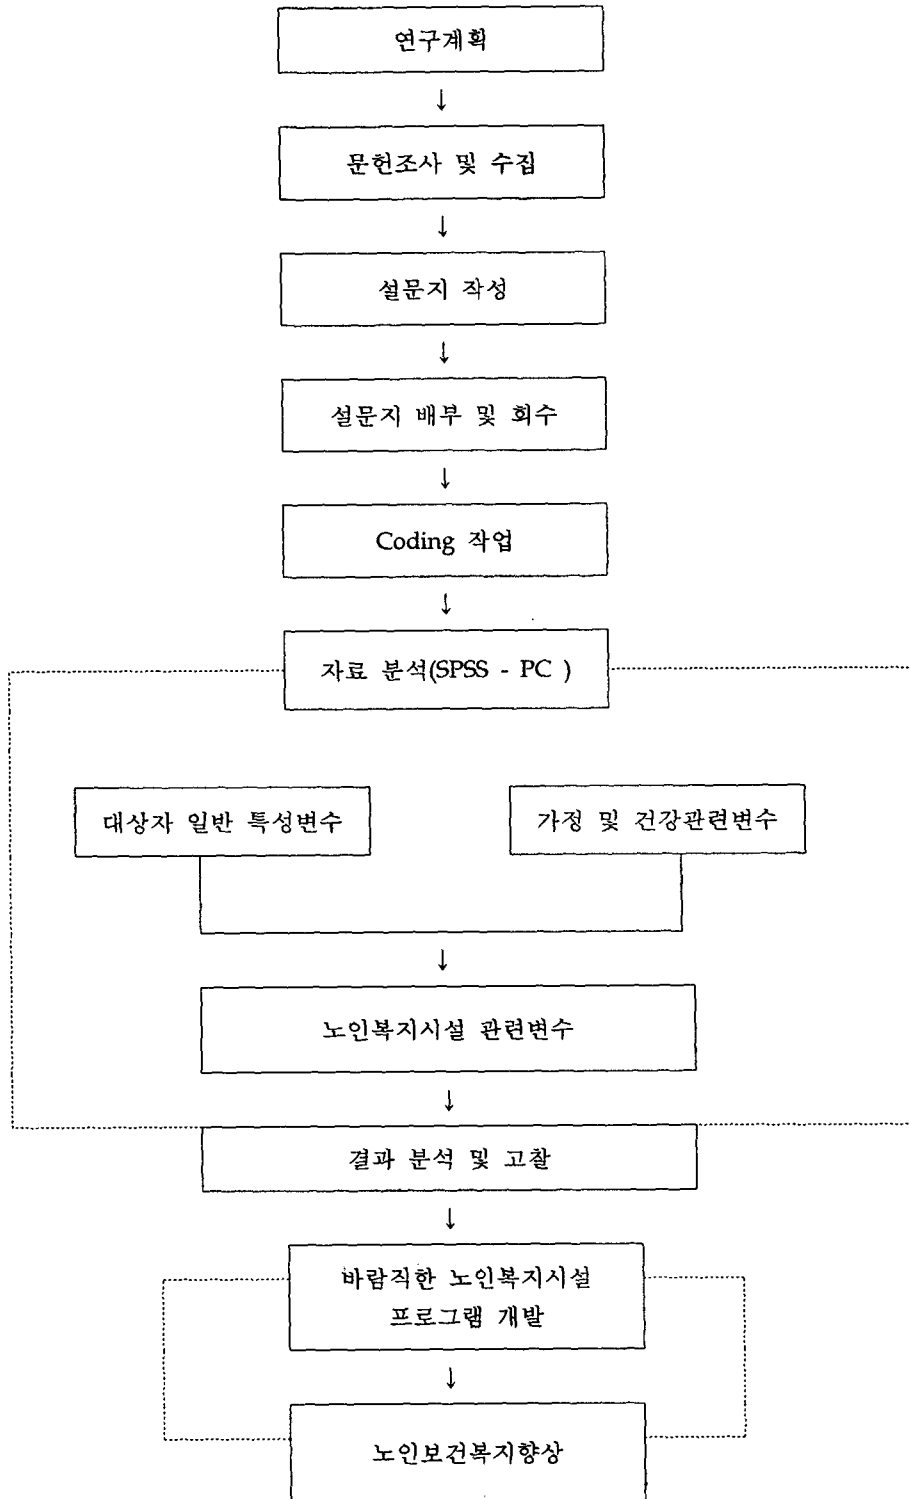 연구계획
↓
문헌조사 및 수집
↓
설문지 작성
↓
설문지 배부 및 회수
↓
Coding 작업
↓
자료 분석(SPSS - PC )
대상자 일반 특성변수
가정 및 건강관련변수
↓
노인복지시설 관련변수
↓
결과 분석 및 고찰
↓
바람직한 노인복지시설
프로그램 개발
↓
노인보건복지향상